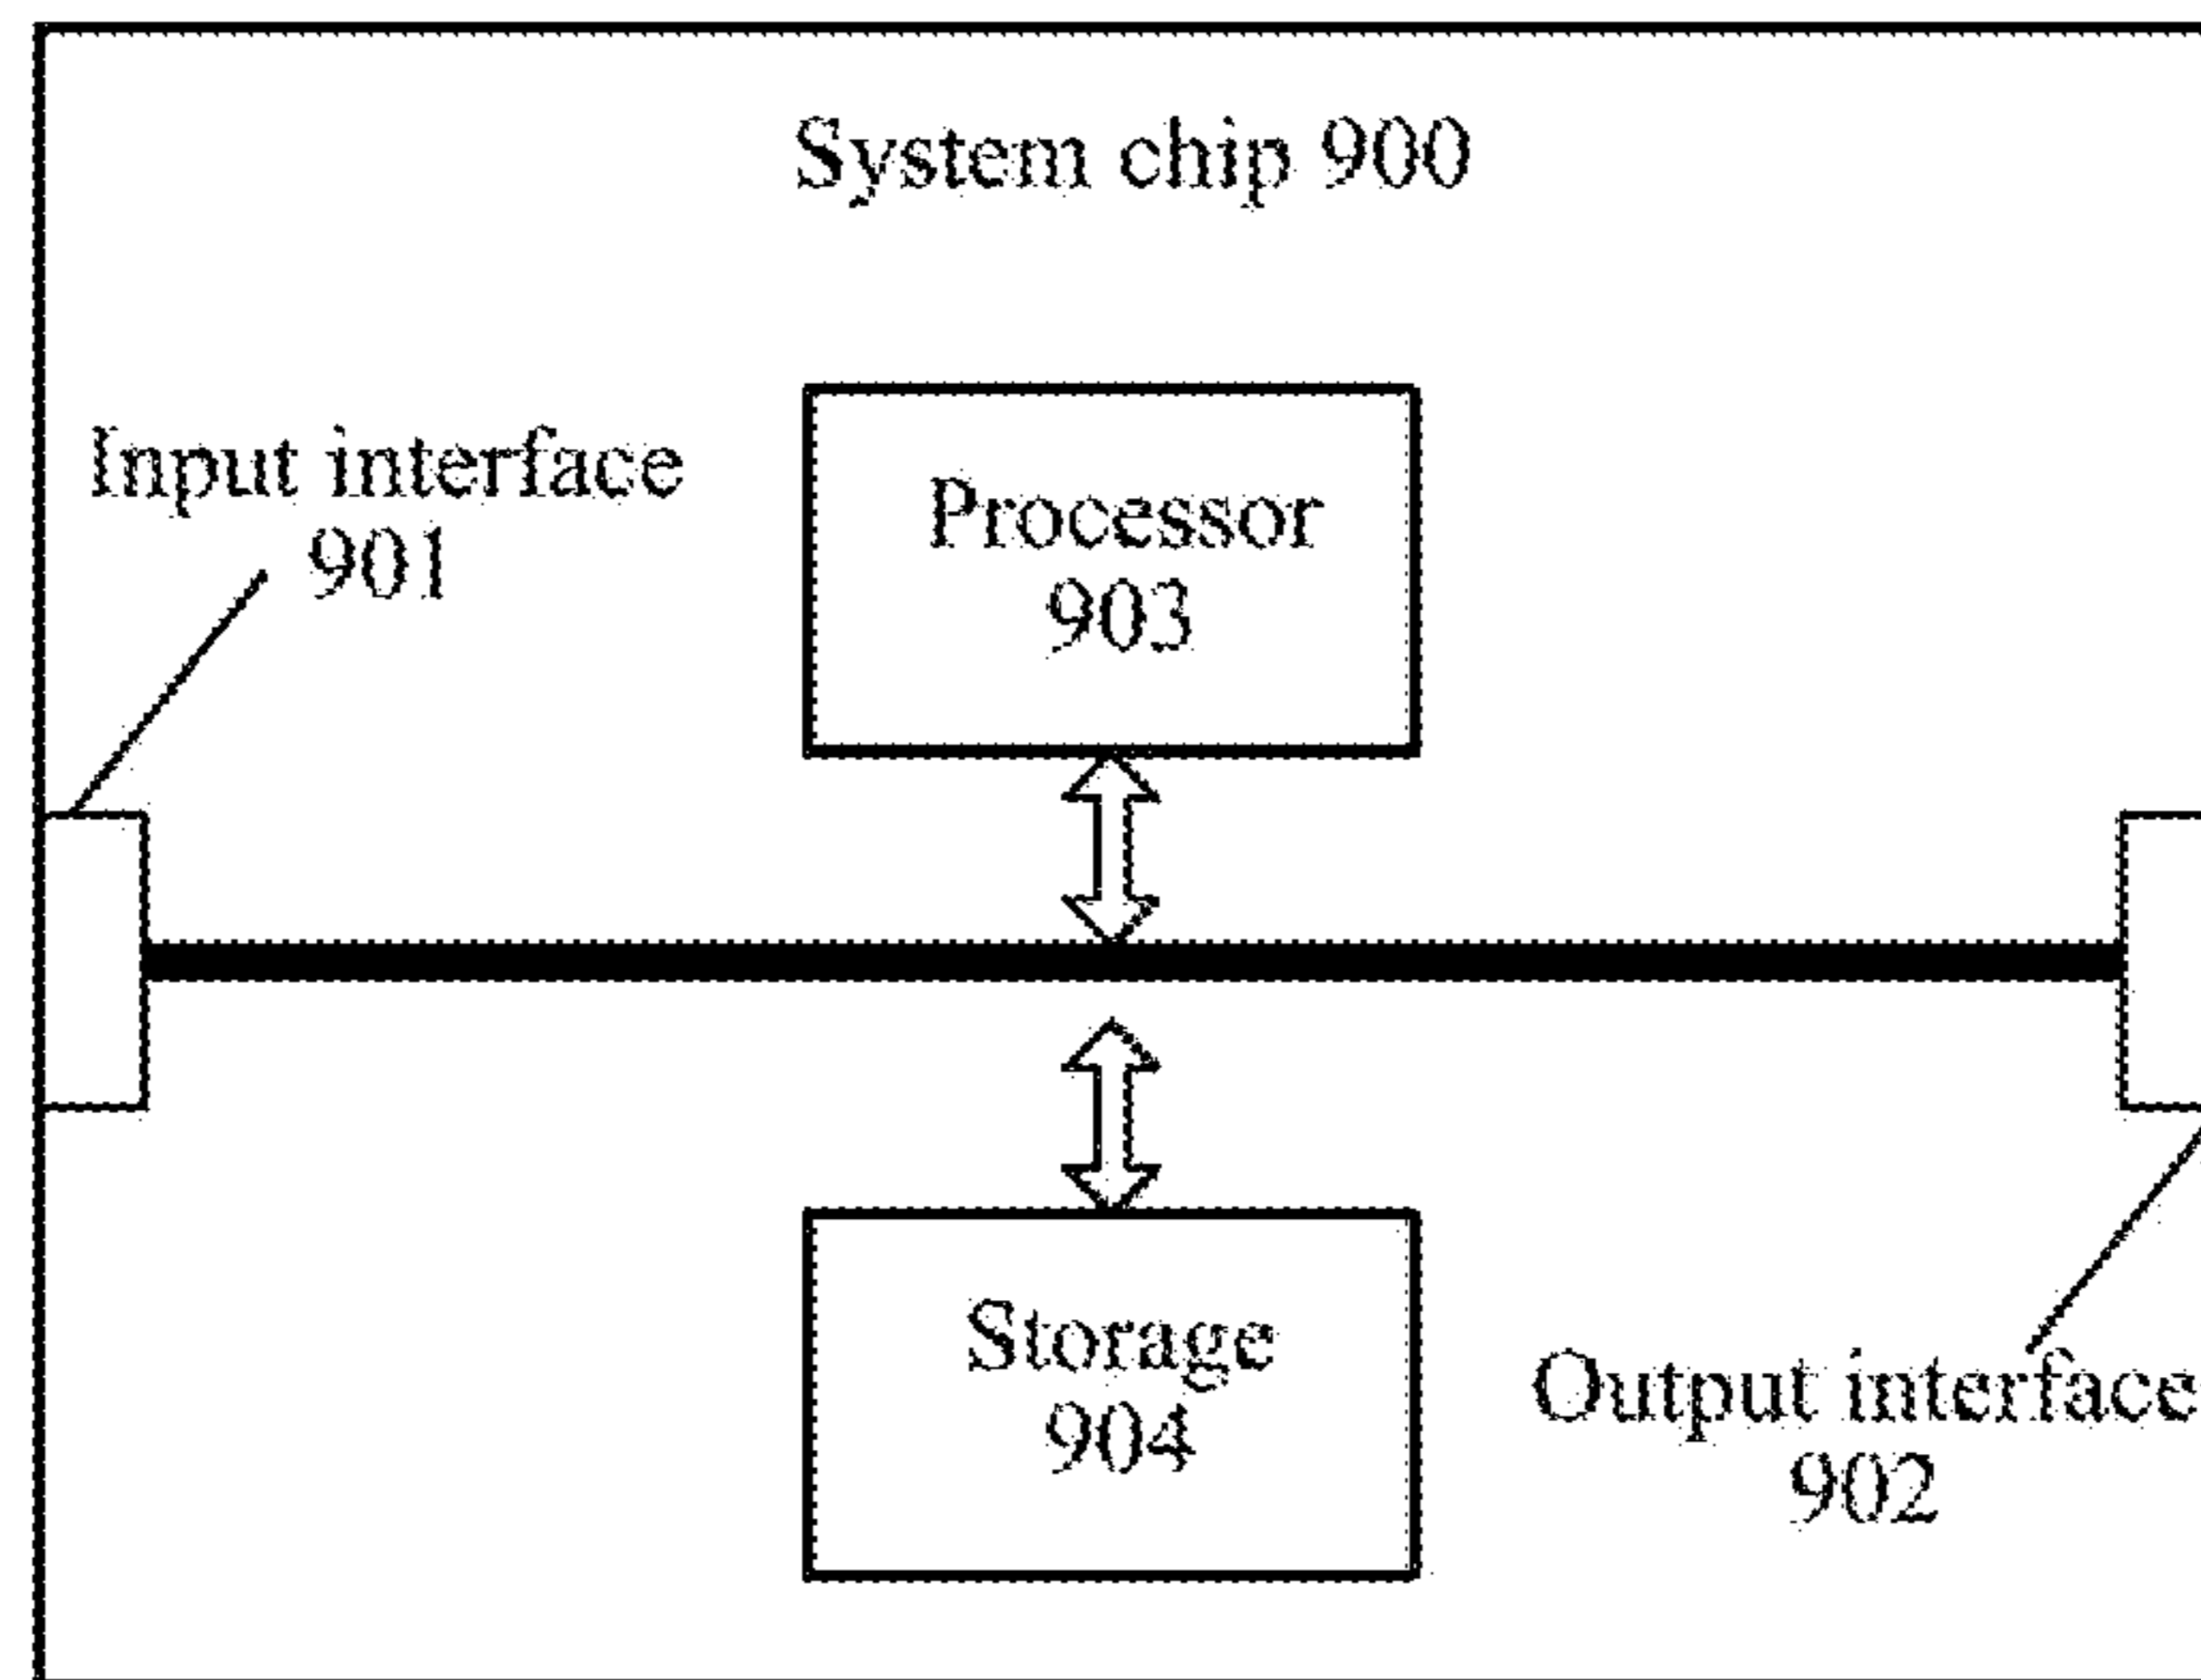 System chip 900
Input interface
901
Processor
903
Storage
904
Output interface
902